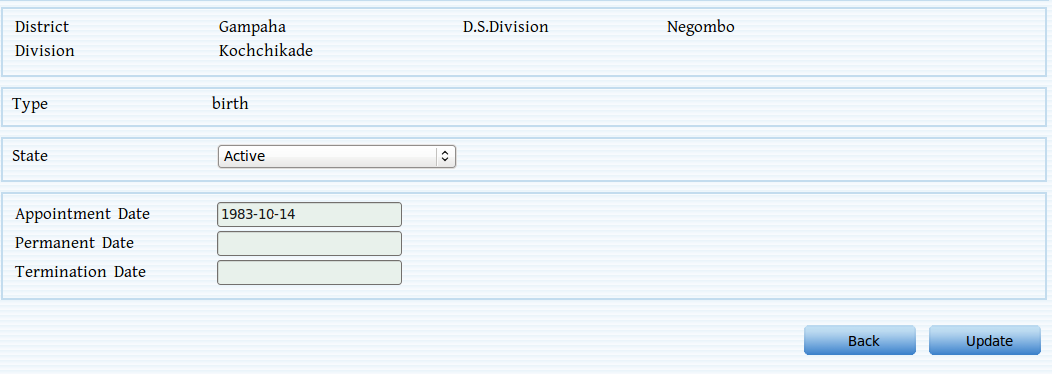 District Gampaha D.S.Division Negombo
Division Kochchikade
Type birth
State Active
Appointment Date 1983-10-14
Permanent Date
Termination Date
Back Update